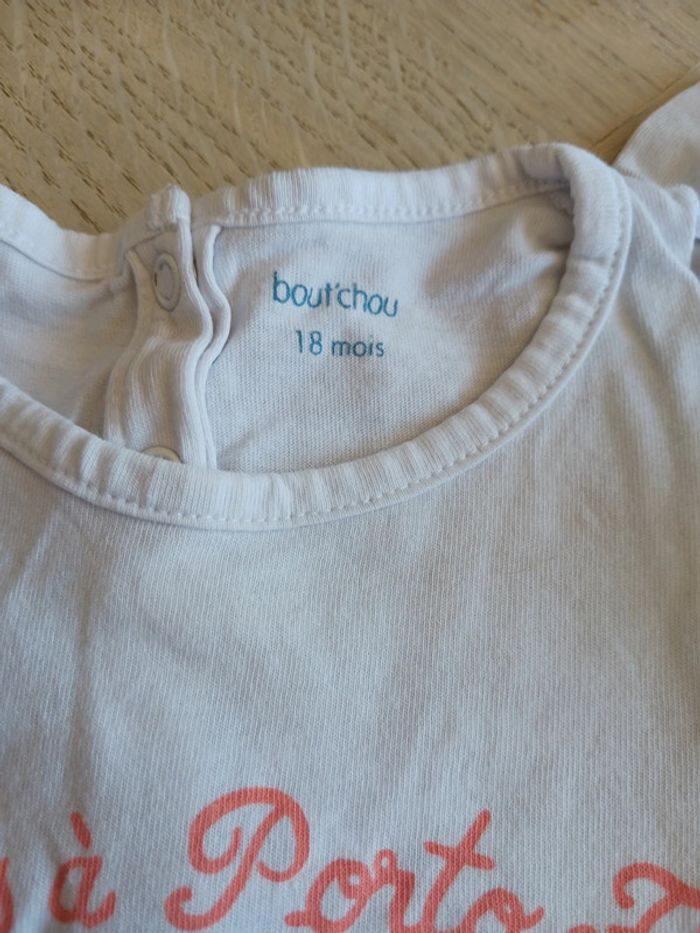 bout'chou
18 mois
à Porto